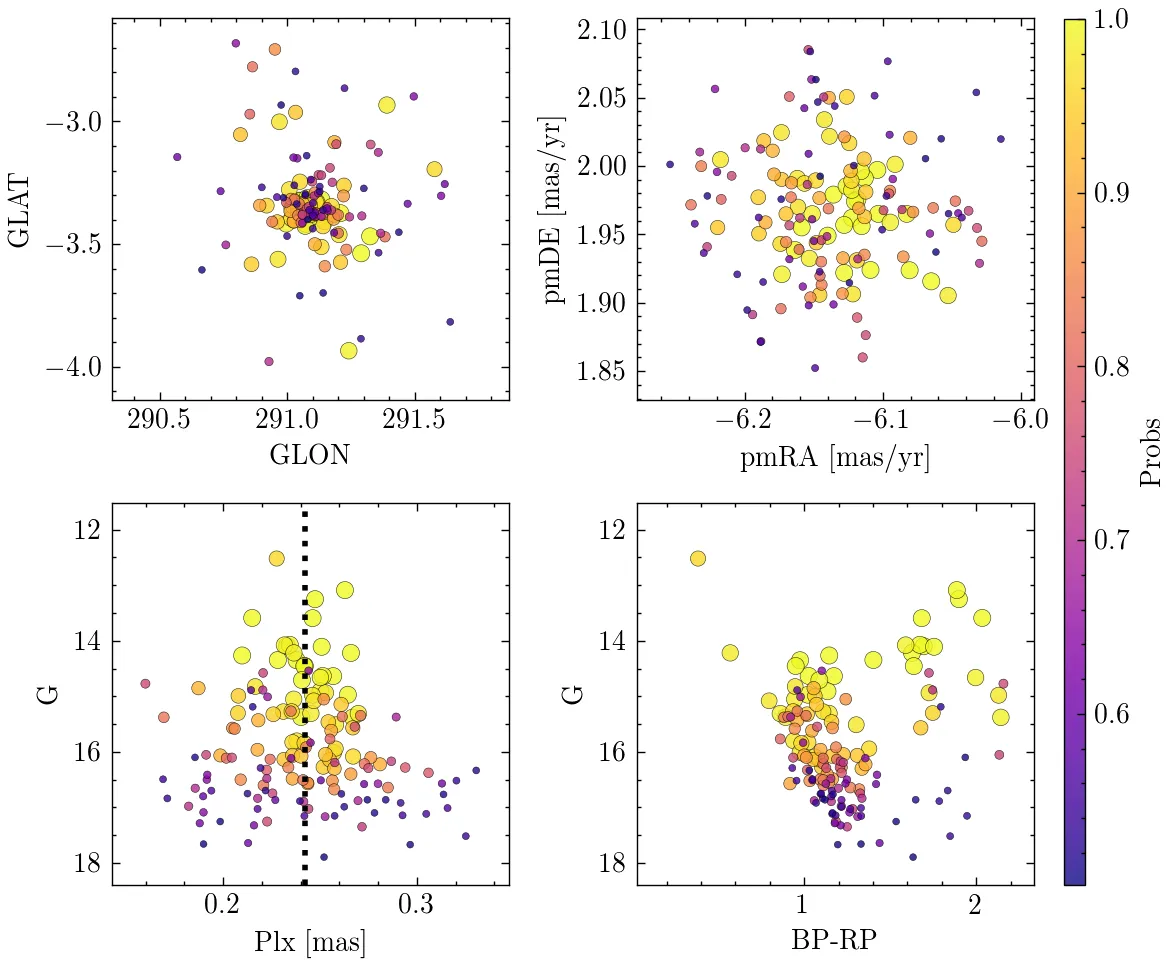 −3.0
−3.5
−4.0
GLAT
290.5 291.0 291.5
GLON
2.10
2.05
2.00
1.95
1.90
1.85
pmDE [mas/yr]
−6.2 −6.1 −6.0
pmRA [mas/yr]
12
14
16
18
G
0.2 0.3
Plx [mas]
12
14
16
18
G
1 2
BP-RP
1.0
0.9
0.8
0.7
0.6
Probs